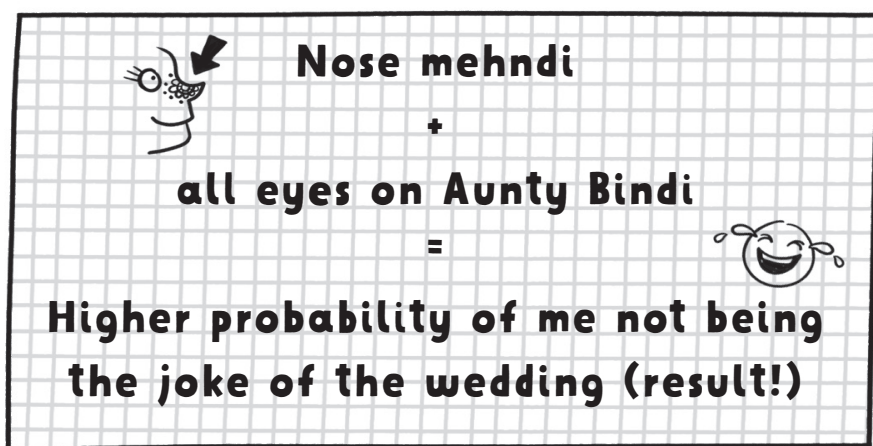 Nose mehndi
+
all eyes on Aunty Bindi
=
Higher probability of me not being
the joke of the wedding (result!)